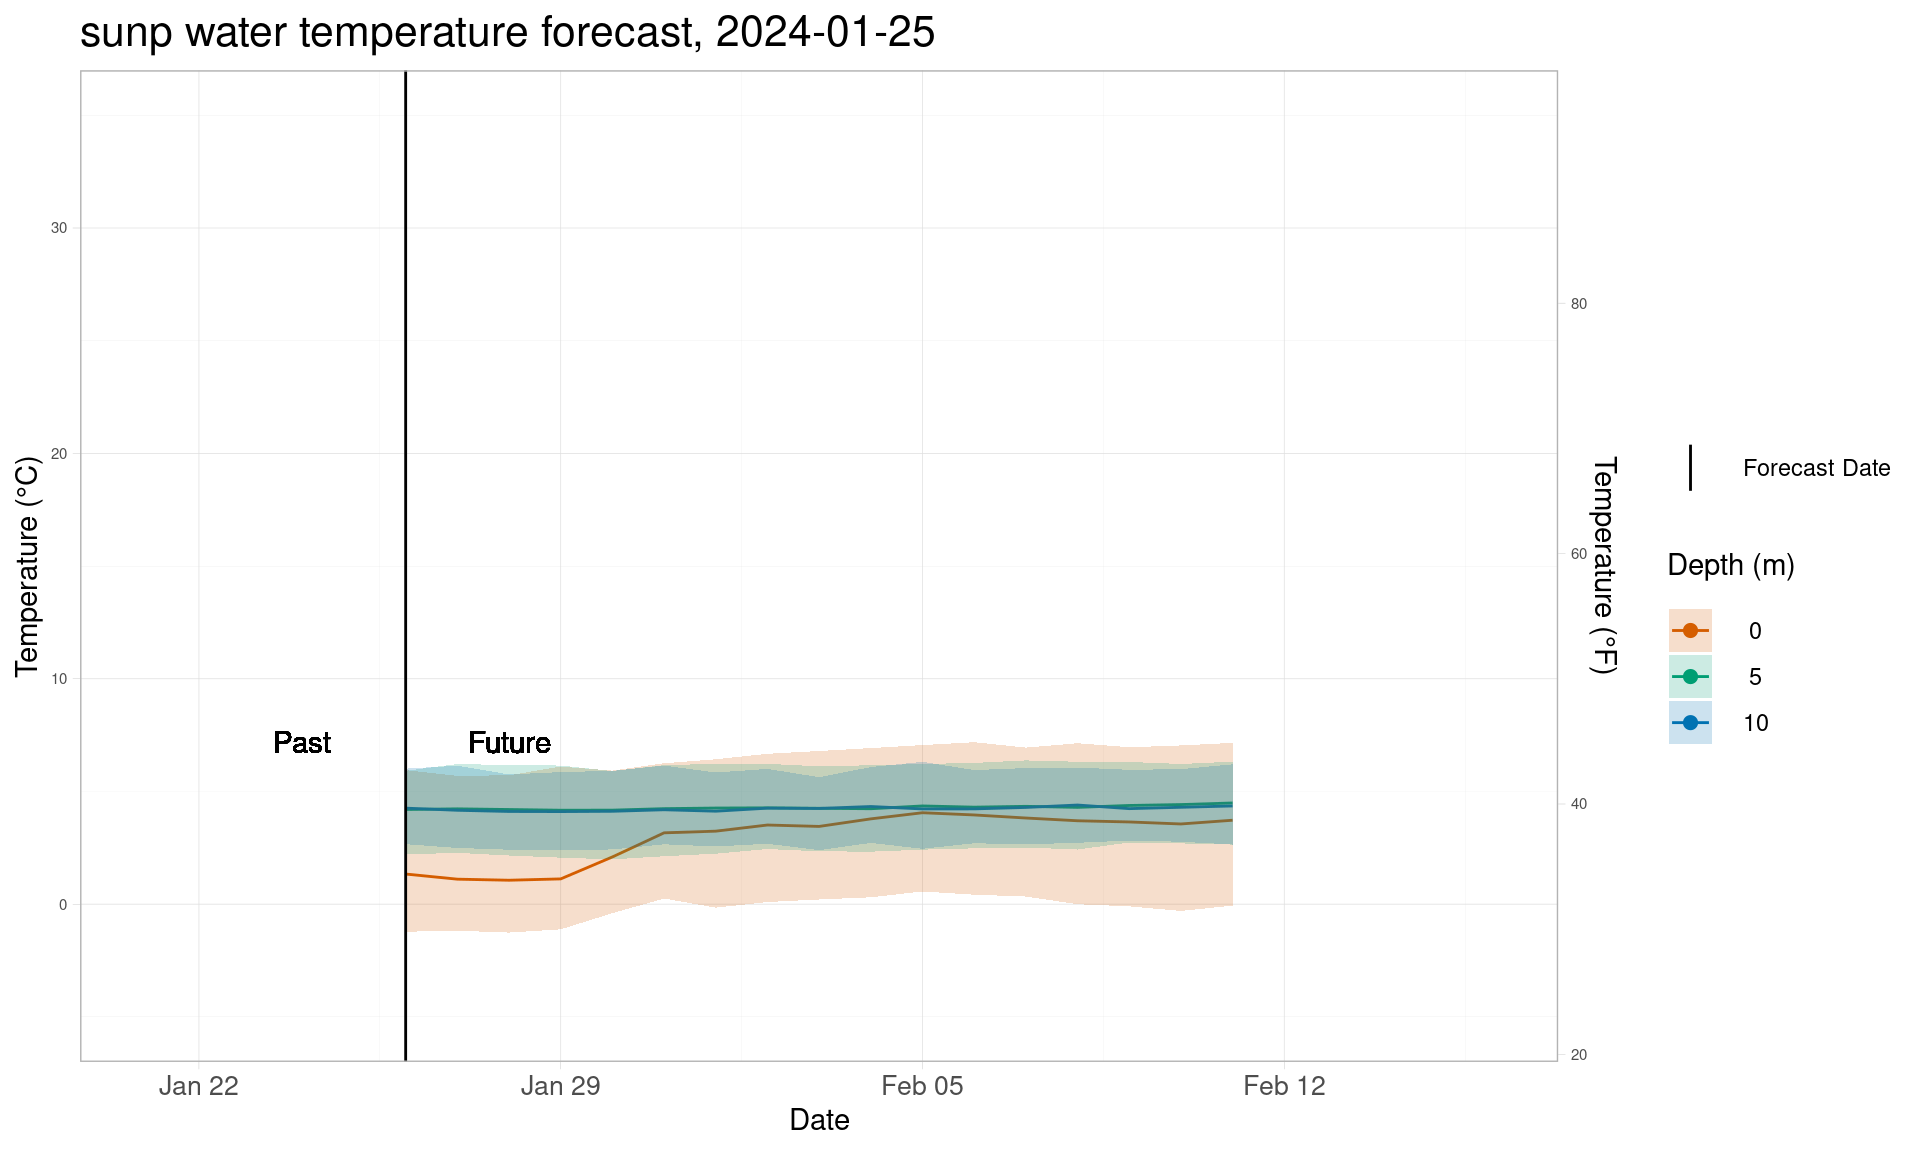 sunp water temperature forecast, 2024-01-25
Temperature (°C)
30
20
10
0
Past
Future
80
60
40
20
Temperature (°F)
Jan 22
Jan 29
Feb 05
Feb 12
Date
Forecast Date
Depth (m)
0
5
10